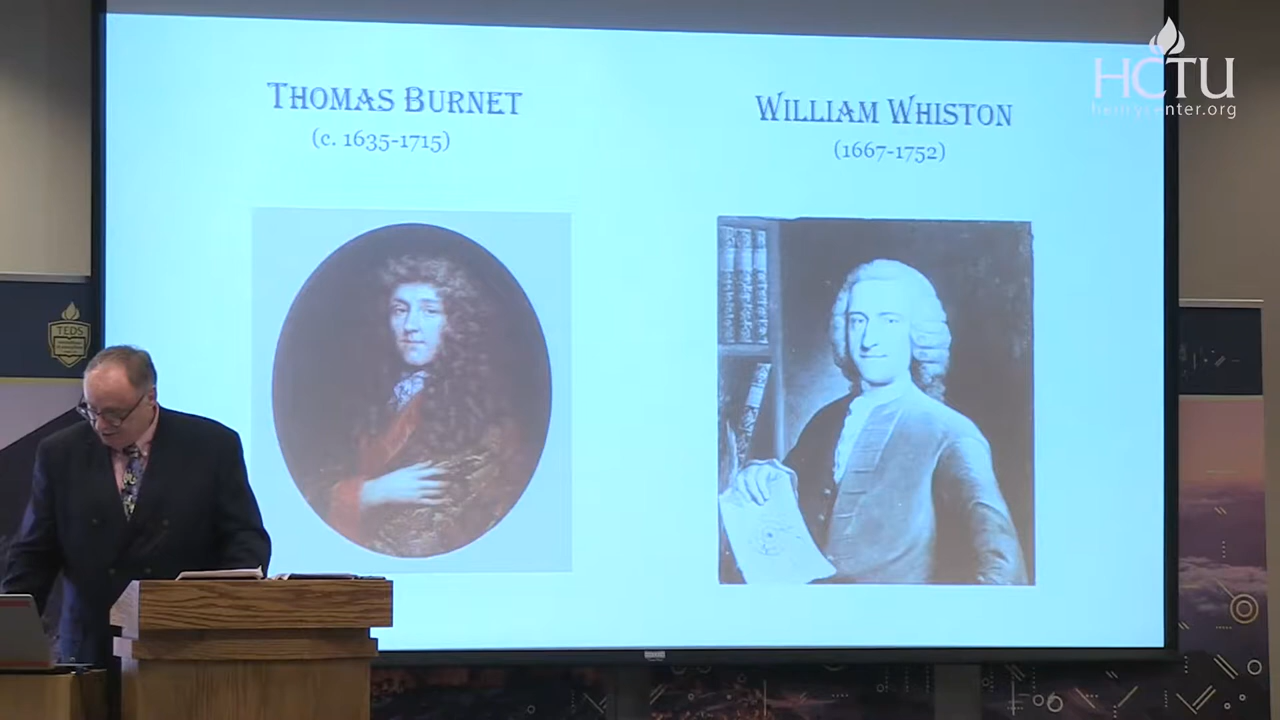 THOMAS BURNET
(c. 1635-1715)
WILLIAM WHISTON
(1667-1752)
HCTU
henrycenter.org
TEDS